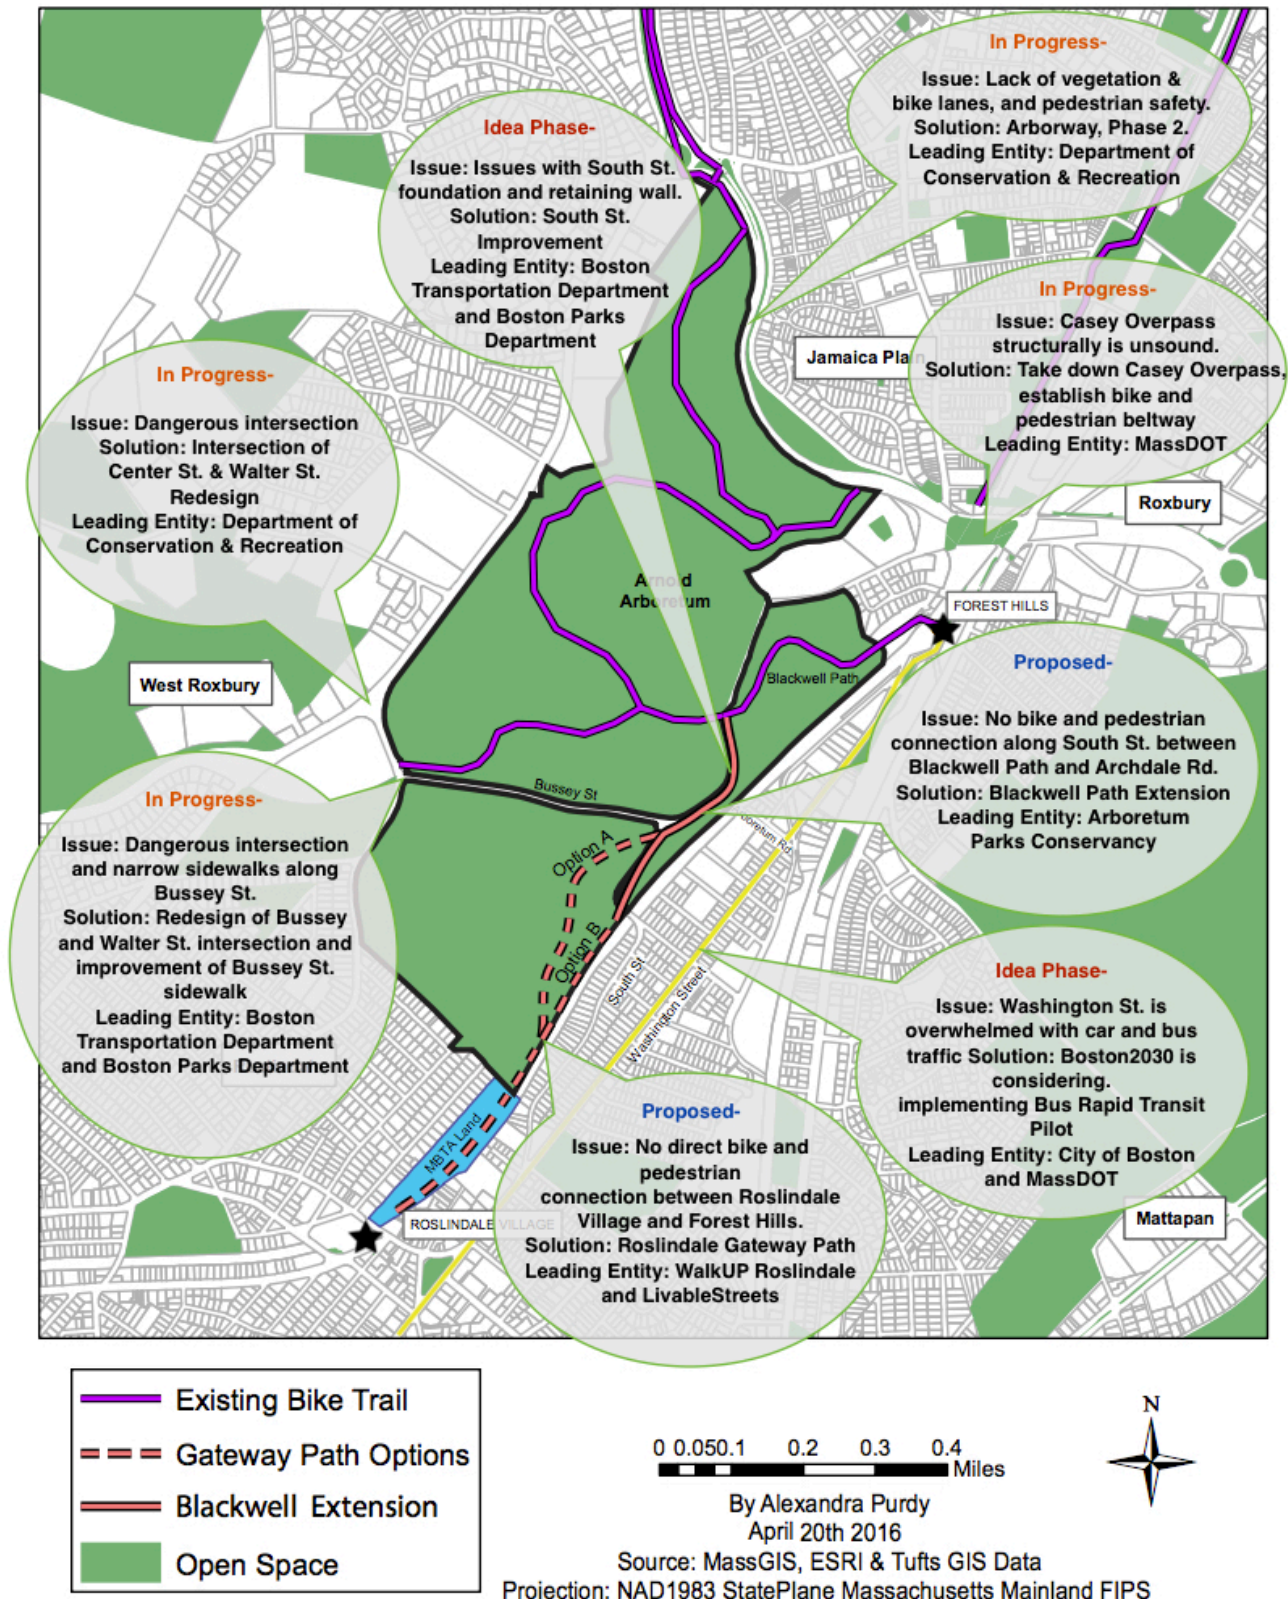 In Progress-
Issue: Lack of vegetation &
bike lanes, and pedestrian safety.
Solution: Arborway, Phase 2.
Leading Entity: Department of
Conservation & Recreation
Idea Phase-
Issue: Issues with South St.
foundation and retaining wall.
Solution: South St.
Improvement
Leading Entity: Boston
Transportation Department
and Boston Parks
Department
In Progress-
Issue: Casey Overpass
structurally is unsound.
Solution: Take down Casey Overpass,
establish bike and
pedestrian beltway
Leading Entity: MassDOT
Jamaica Plain
In Progress-
Issue: Dangerous intersection
Solution: Intersection of
Center St. & Walter St.
Redesign
Leading Entity: Department of
Conservation & Recreation
Roxbury
Arnold
Arboretum
FOREST HILLS
West Roxbury
Blackwell Path
Proposed-
Issue: No bike and pedestrian
connection along South St. between
Blackwell Path and Archdale Rd.
Solution: Blackwell Path Extension
Leading Entity: Arboretum
Parks Conservancy
Bussey St
In Progress-
Issue: Dangerous intersection
and narrow sidewalks along
Bussey St.
Solution: Redesign of Bussey
and Walter St. intersection and
improvement of Bussey St.
sidewalk
Leading Entity: Boston
Transportation Department
and Boston Parks Department
Option A
Option B
boretum Rd
South St
Washington Street
Idea Phase-
Issue: Washington St. is
overwhelmed with car and bus
traffic Solution: Boston2030 is
considering.
implementing Bus Rapid Transit
Pilot
Leading Entity: City of Boston
and MassDOT
MBTA Land
Proposed-
Issue: No direct bike and
pedestrian
connection between Roslindale
Village and Forest Hills.
Solution: Roslindale Gateway Path
Leading Entity: WalkUP Roslindale
and LivableStreets
ROSLINDALE VILLAGE
Mattapan
Existing Bike Trail
Gateway Path Options
Blackwell Extension
Open Space
0 0.050.1 0.2 0.3 0.4
Miles
N
By Alexandra Purdy
April 20th 2016
Source: MassGIS, ESRI & Tufts GIS Data
Projection: NAD1983 StatePlane Massachusetts Mainland FIPS